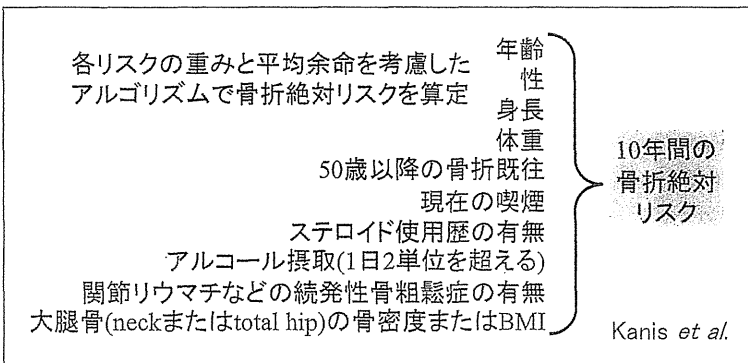 各リスクの重みと平均余命を考慮した
アルゴリズムで骨折絶対リスクを算定
年齢
性
身長
体重
50歳以降の骨折既往
現在の喫煙
ステロイド使用歴の有無
アルコール摂取(1日2単位を超える)
関節リウマチなどの続発性骨粗鬆症の有無
大腿骨(neckまたはtotal hip)の骨密度またはBMI
10年間の
骨折絶対
リスク
Kanis et al.